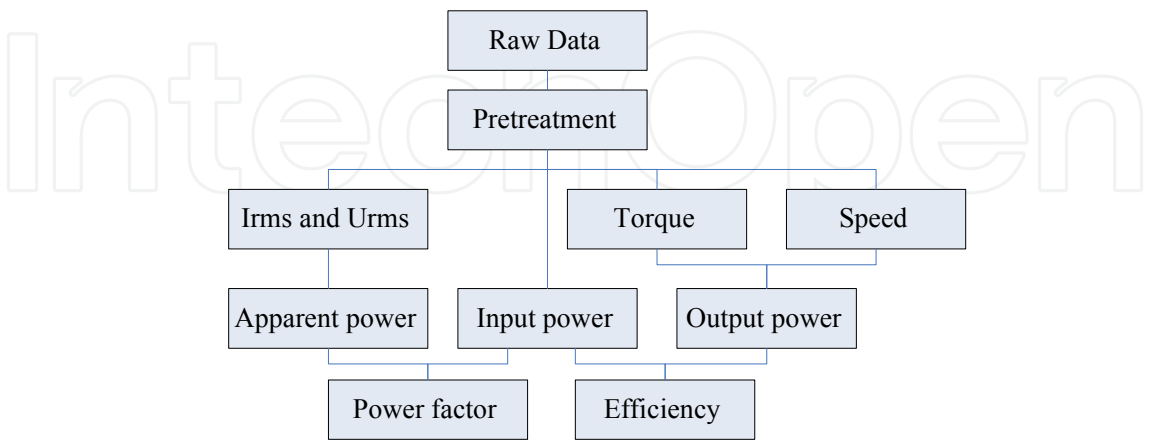 IntechOpen
Raw Data
Pretreatment
Irms and Urms
Torque
Speed
Apparent power
Input power
Output power
Power factor
Efficiency